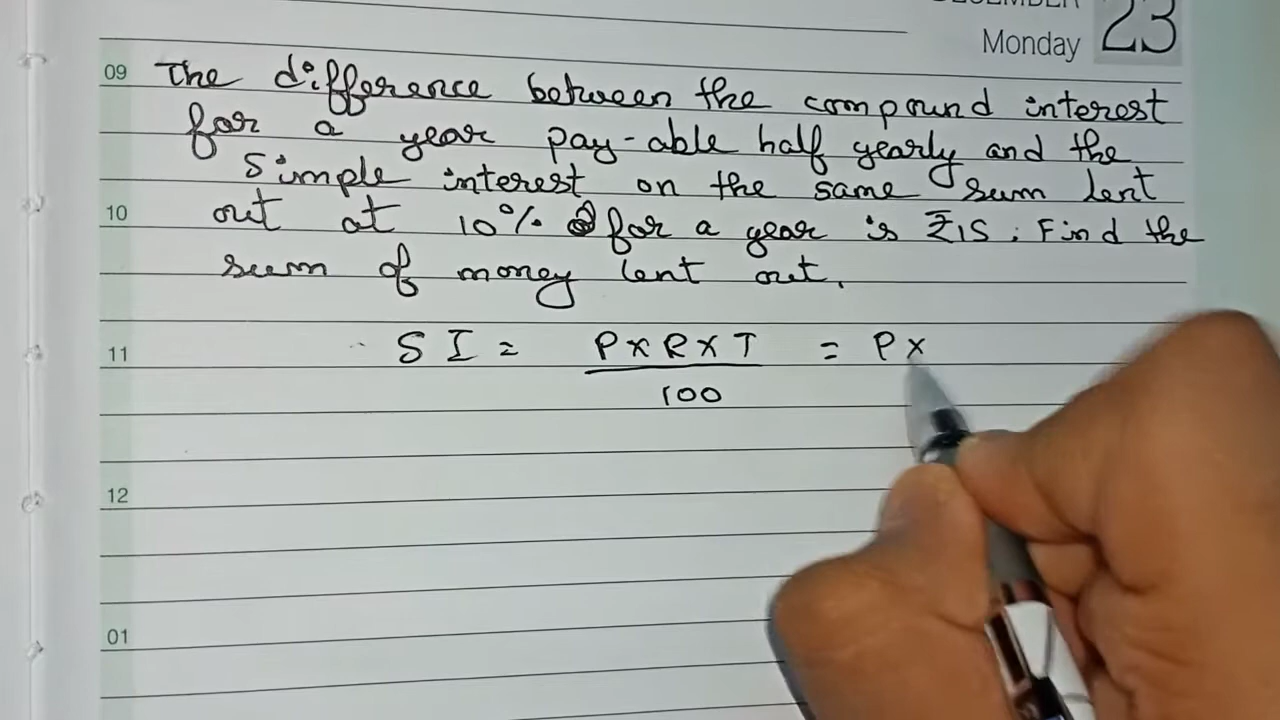 DECEMBER 23
Monday
09 The difference between the compound interest
for a year pay-able half yearly and the
Simple interest on the same sum lent
10 out at 10% for a year is ₹15. Find the
sum of money lent out.
11 SI = P×R×T = P×
100
12
01